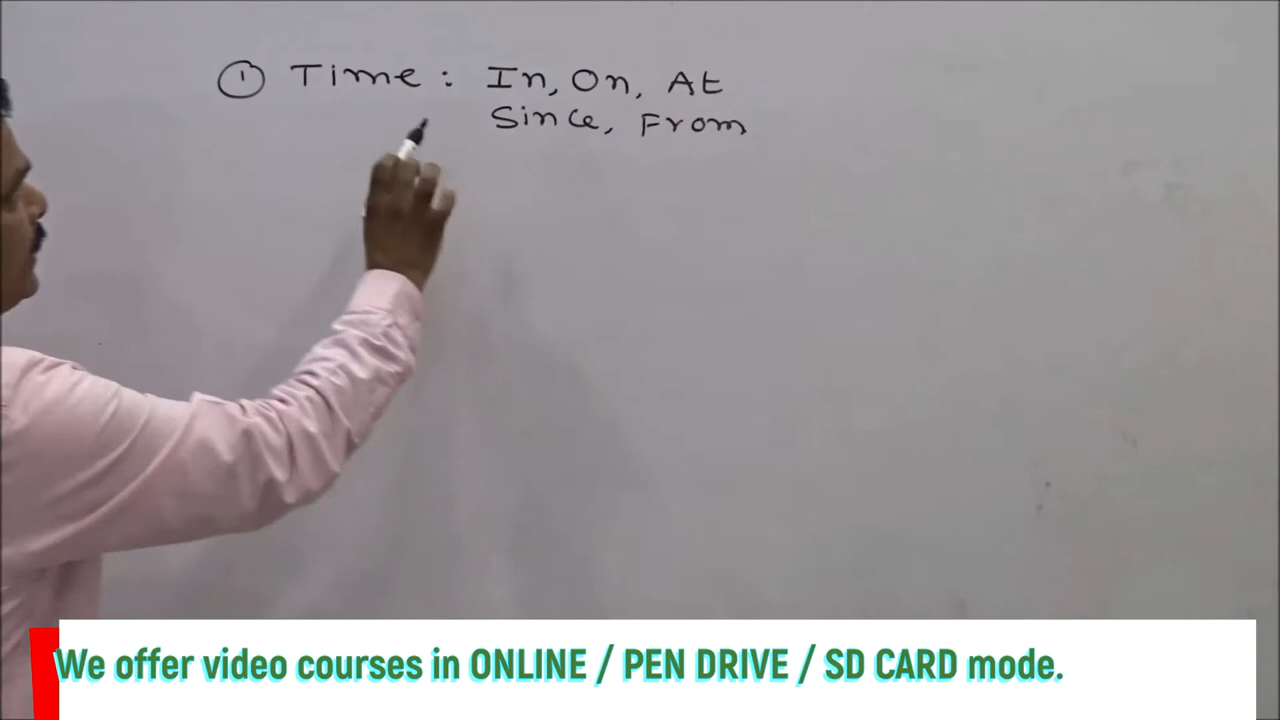 ① Time : In, On, At
Since, From
We offer video courses in ONLINE / PEN DRIVE / SD CARD mode.